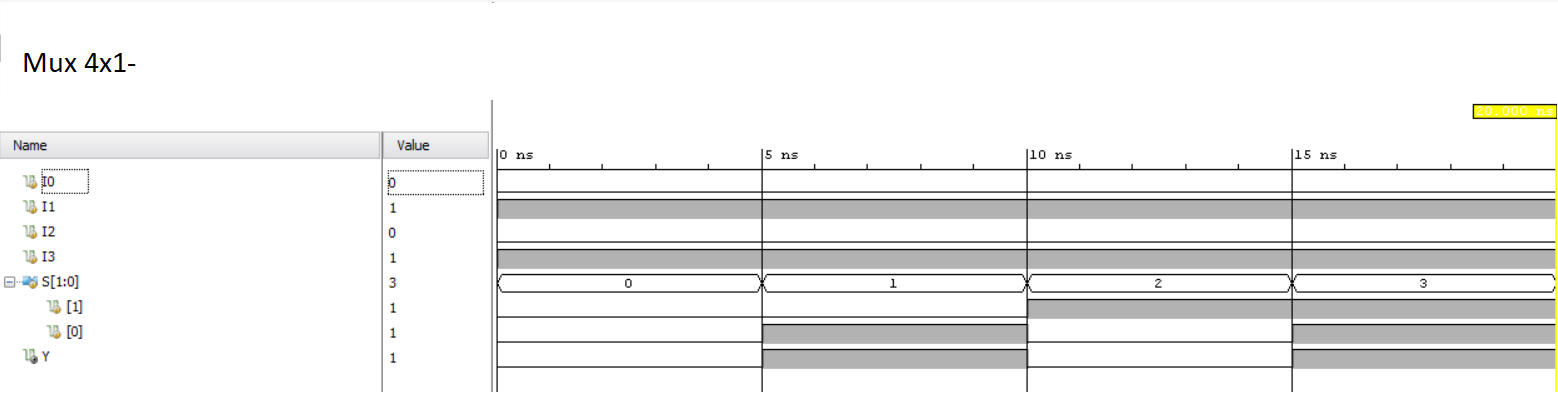 Mux 4x1-
20.000 ns
Name Value
0 ns 5 ns 10 ns 15 ns
I0 0
I1 1
I2 0
I3 1
S[1:0] 3 0 1 2 3
[1] 1
[0] 1
Y 1